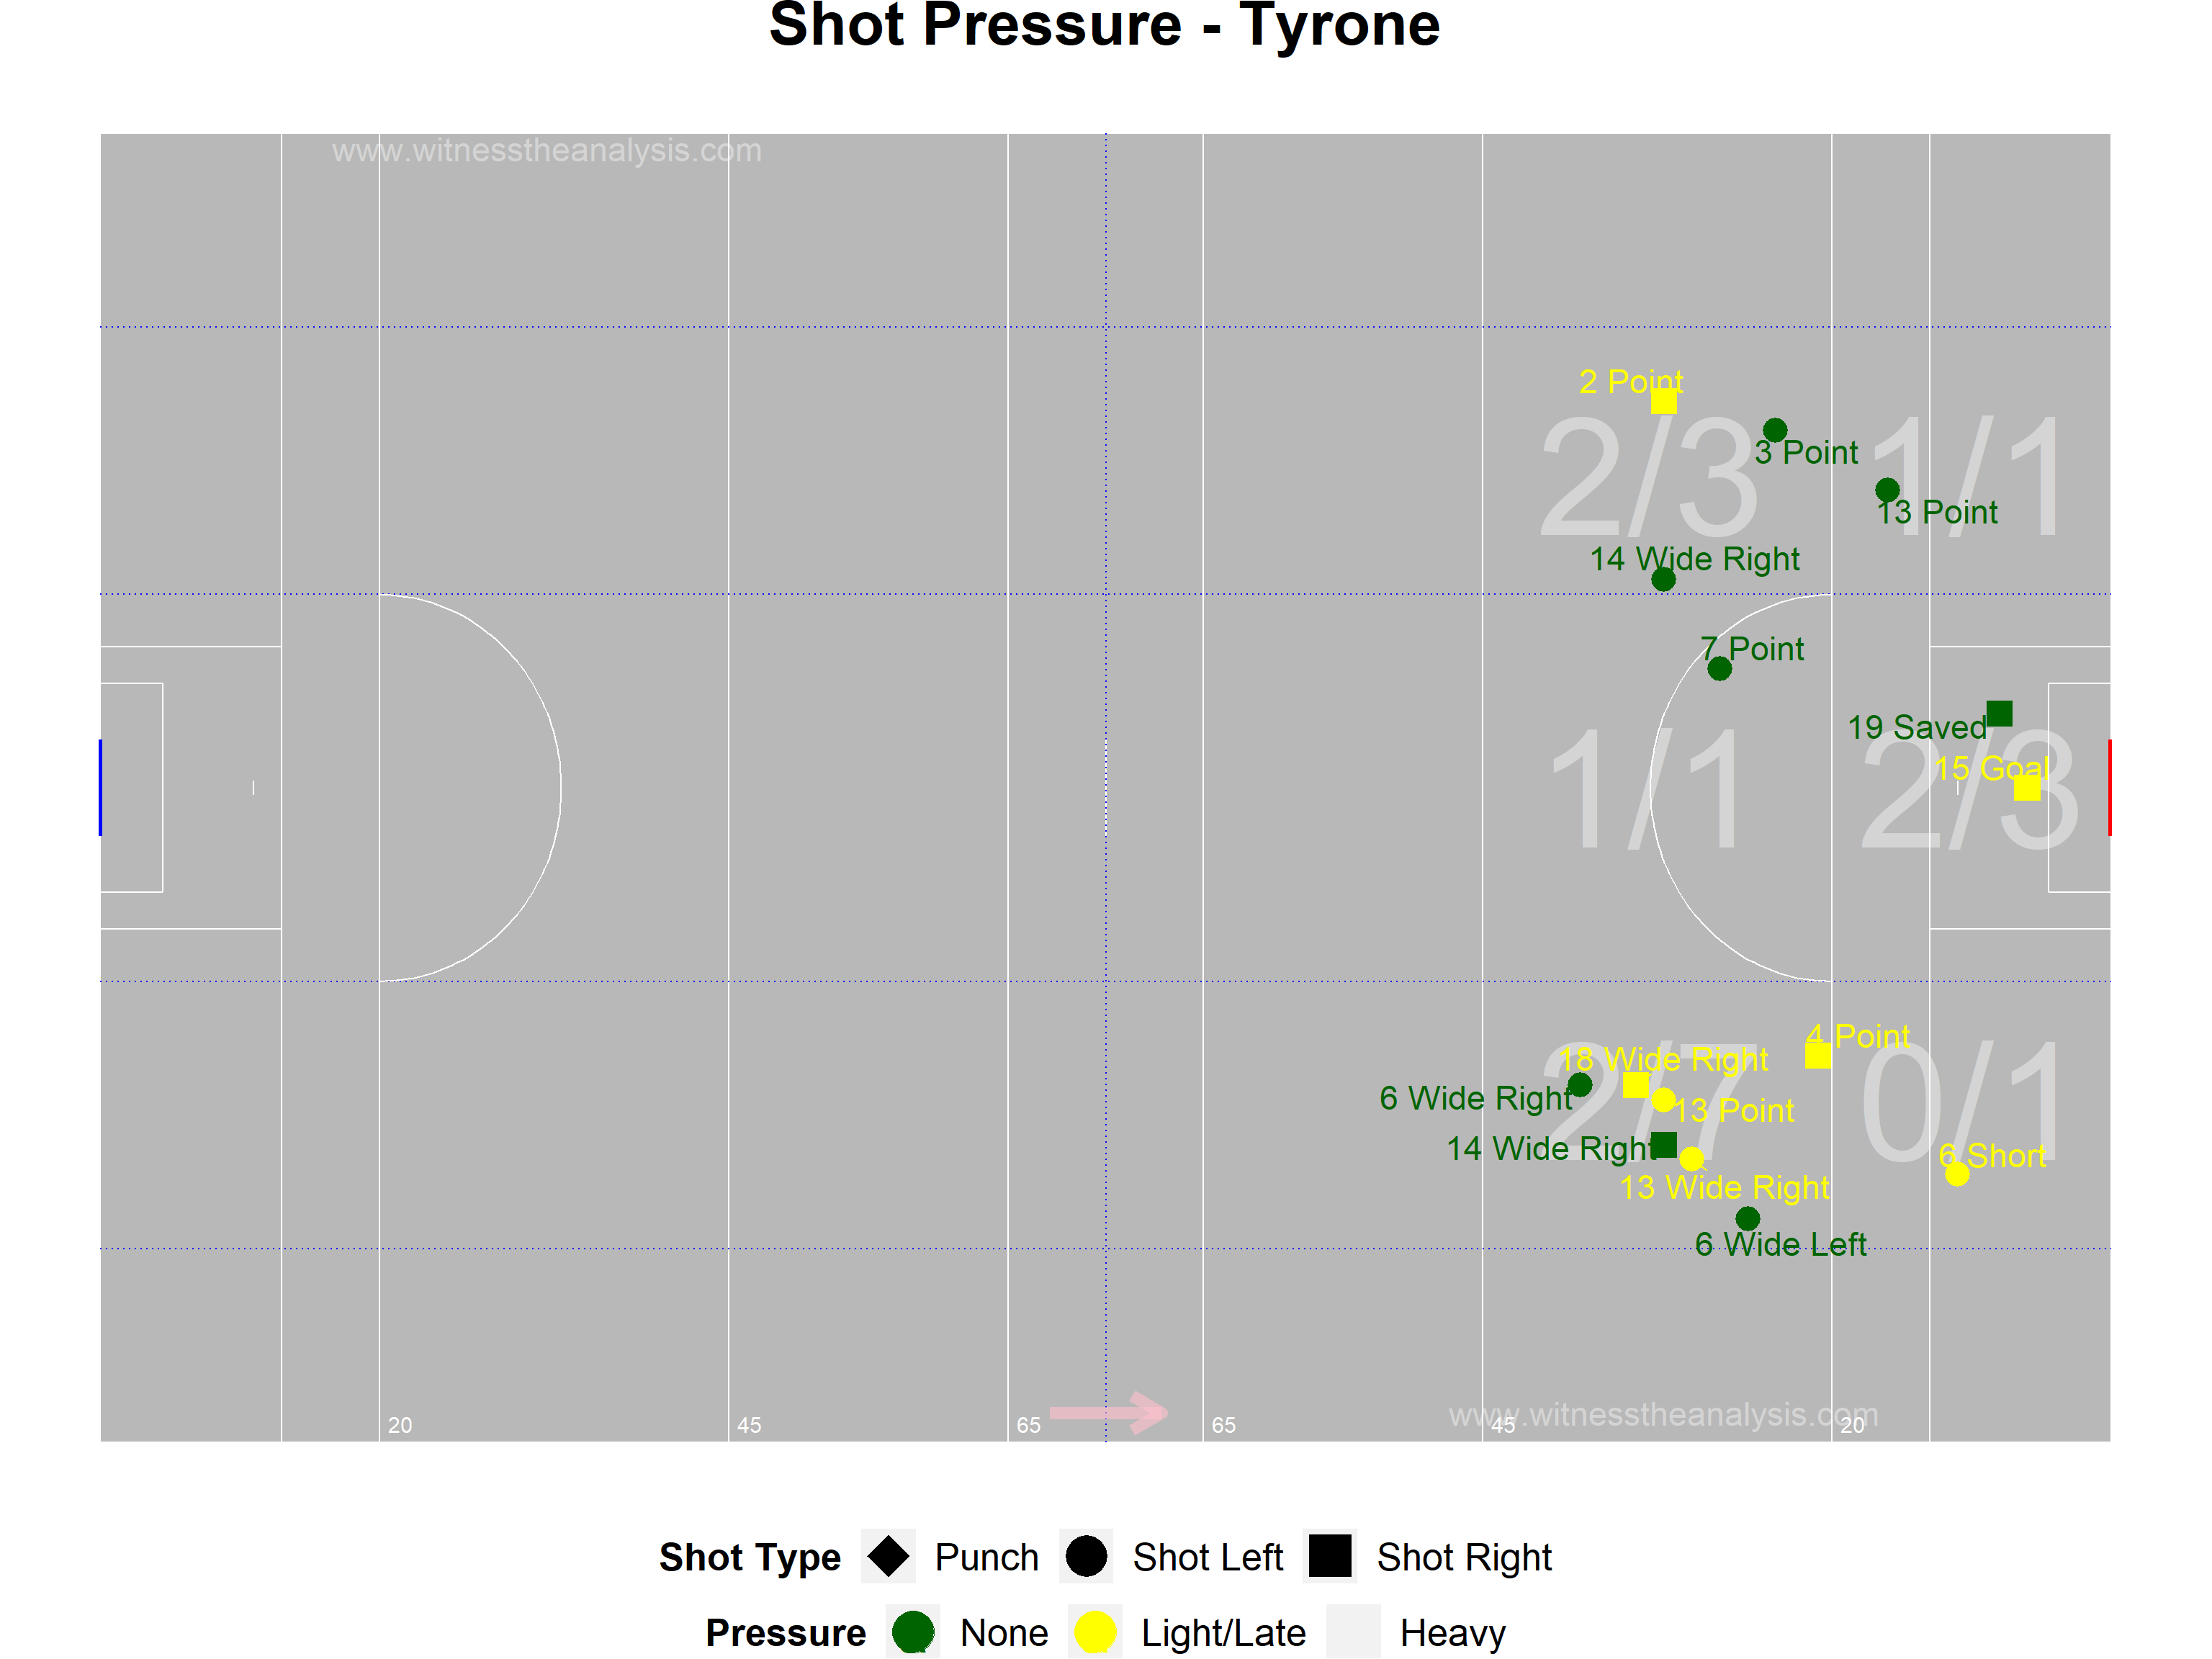 Shot Pressure - Tyrone
www.witnesstheanalysis.com
2 Point
2/3
1/1
3 Point
13 Point
14 Wide Right
7 Point
19 Saved
15 Goal
1/1
2/3
4 Point
18 Wide Right
2/7
0/1
6 Wide Right
13 Point
14 Wide Right
6 Short
13 Wide Right
6 Wide Left
www.witnesstheanalysis.com
20
45
65
65
45
20
Shot Type Punch Shot Left Shot Right
Pressure None Light/Late Heavy